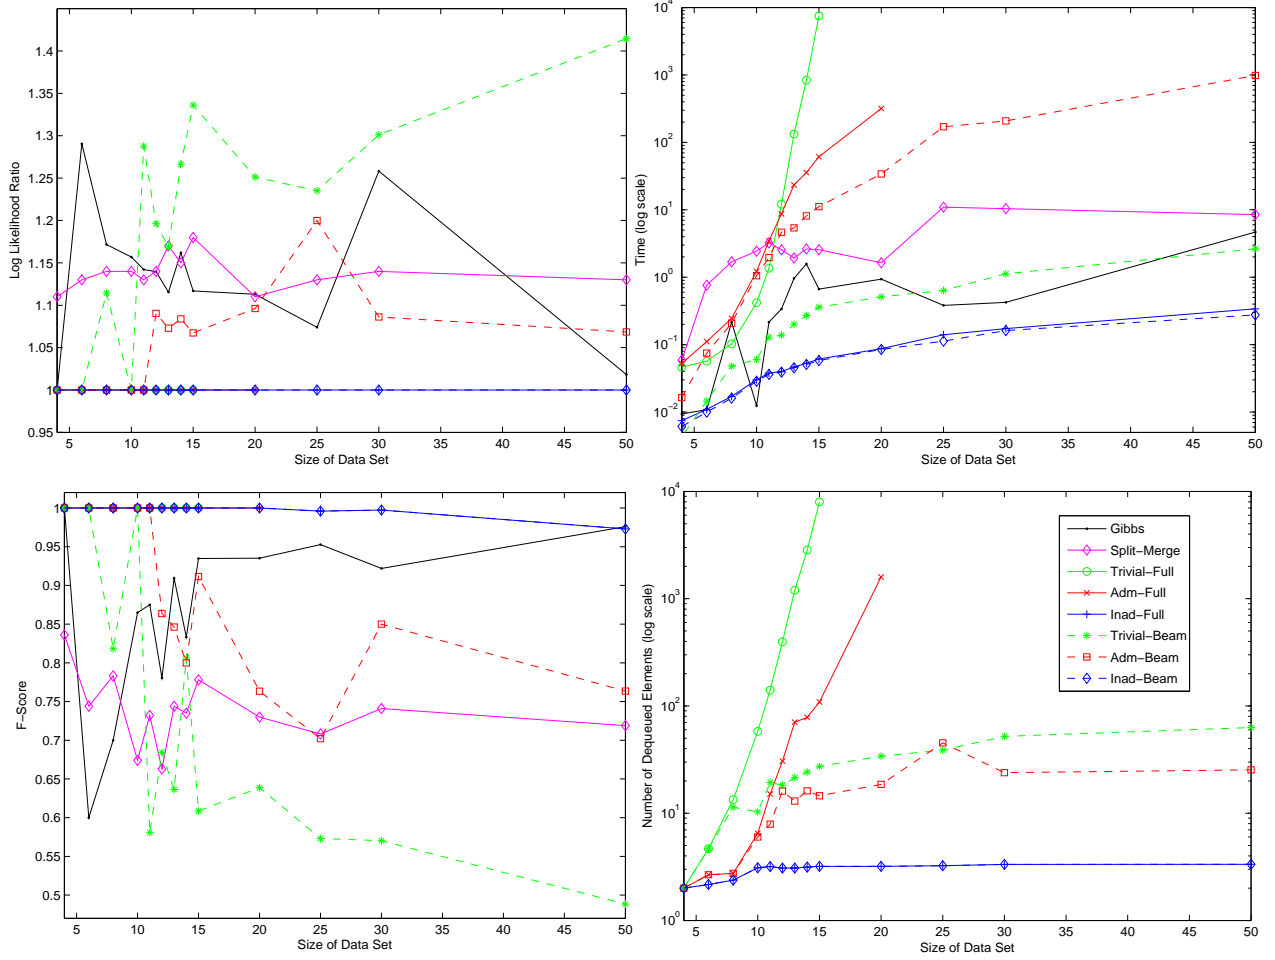 1.4
1.35
1.3
1.25
1.2
1.15
1.1
1.05
1
0.95
Log Likelihood Ratio
5 10 15 20 25 30 35 40 45 50
Size of Data Set
10^4
10^3
10^2
10^1
10^0
10^−1
10^−2
Time (log scale)
5 10 15 20 25 30 35 40 45 50
Size of Data Set
1
0.95
0.9
0.85
0.8
0.75
0.7
0.65
0.6
0.55
0.5
F−Score
5 10 15 20 25 30 35 40 45 50
Size of Data Set
10^4
10^3
10^2
10^1
10^0
Number of Dequeued Elements (log scale)
5 10 15 20 25 30 35 40 45 50
Size of Data Set
Gibbs
Split−Merge
Trivial−Full
Adm−Full
Inad−Full
Trivial−Beam
Adm−Beam
Inad−Beam